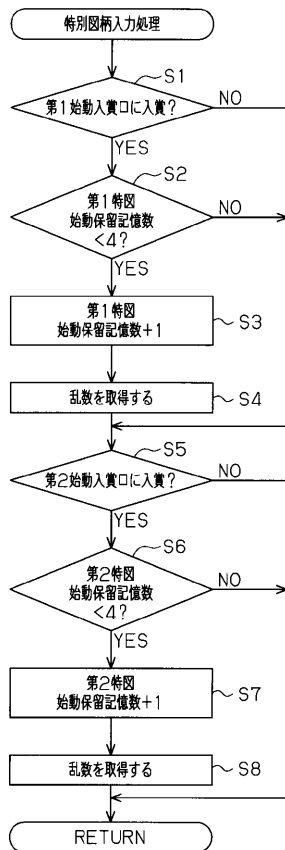 特別図柄入力処理
S1
第1始動入賞口に入賞?
NO
YES
S2
第1特図
始動保留記憶数
<4?
NO
YES
第1特図
始動保留記憶数+1
S3
乱数を取得する
S4
S5
第2始動入賞口に入賞?
NO
YES
S6
第2特図
始動保留記憶数
<4?
NO
YES
第2特図
始動保留記憶数+1
S7
乱数を取得する
S8
RETURN